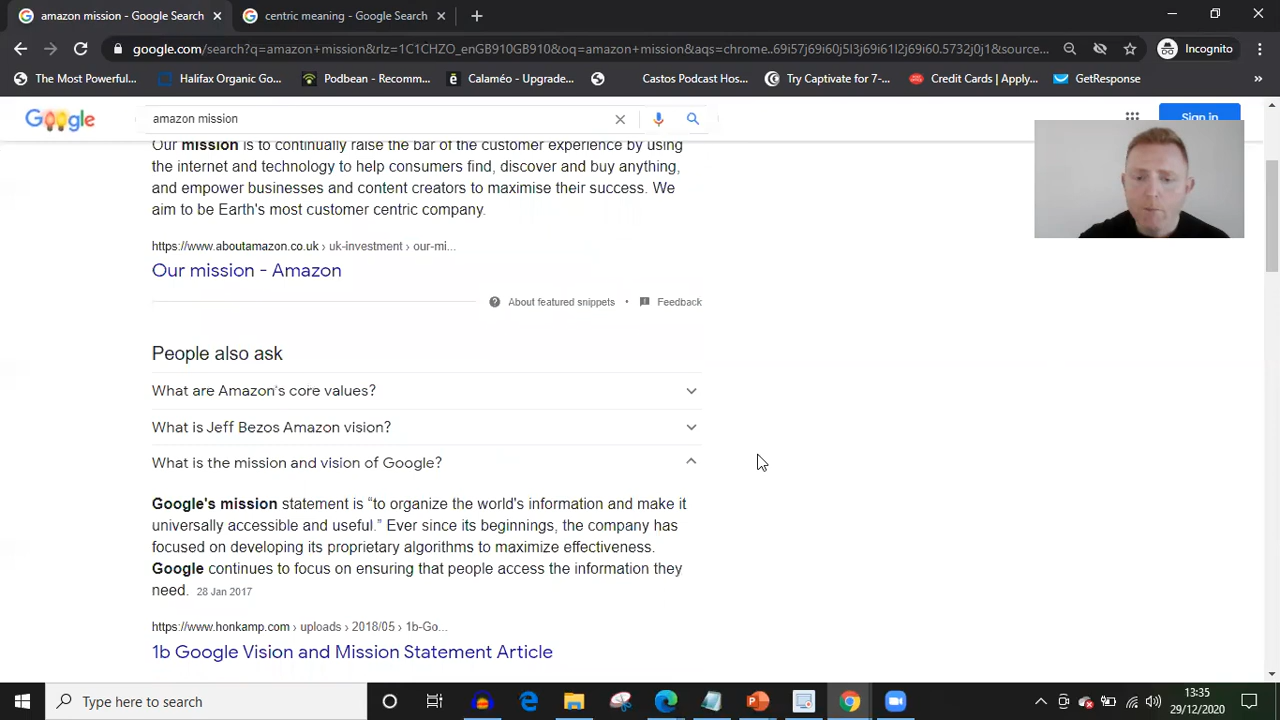 amazon mission - Google Search
centric meaning - Google Search
google.com/search?q=amazon+mission&rlz=1C1CHZO_enGB910GB910&oq=amazon+mission&aqs=chrome..69i57j69i60j5l3j69i61l2j69i60.5732j0j1&source...
Incognito
The Most Powerful...
Halifax Organic Go...
Podbean - Recomm...
Calaméo - Upgrade...
Castos Podcast Hos...
Try Captivate for 7-...
Credit Cards | Apply...
GetResponse
Google
amazon mission
Sign in
Our mission is to continually raise the bar of the customer experience by using
the internet and technology to help consumers find, discover and buy anything,
and empower businesses and content creators to maximise their success. We
aim to be Earth's most customer centric company.
https://www.aboutamazon.co.uk › uk-investment › our-mi...
Our mission - Amazon
About featured snippets • Feedback
People also ask
What are Amazon's core values?
What is Jeff Bezos Amazon vision?
What is the mission and vision of Google?
Google's mission statement is “to organize the world's information and make it
universally accessible and useful.” Ever since its beginnings, the company has
focused on developing its proprietary algorithms to maximize effectiveness.
Google continues to focus on ensuring that people access the information they
need. 28 Jan 2017
https://www.honkamp.com › uploads › 2018/05 › 1b-Go...
1b Google Vision and Mission Statement Article
Type here to search
13:35
29/12/2020